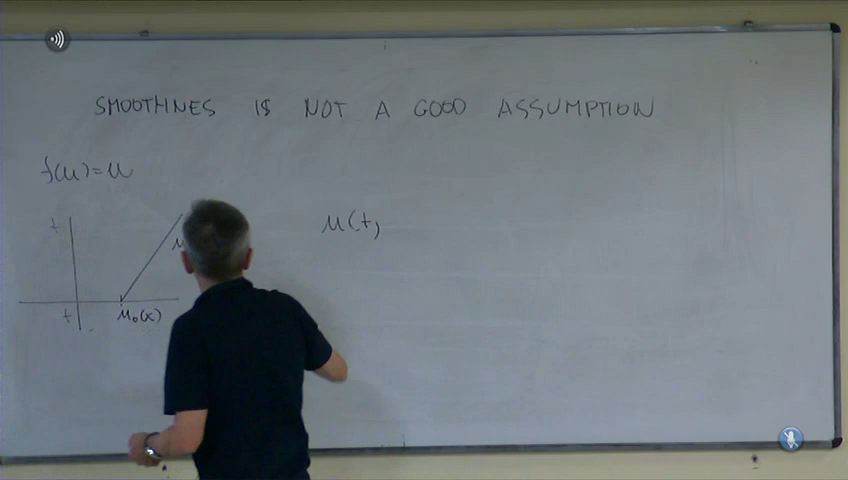 SMOOTHNES IS NOT A GOOD ASSUMPTION
f(u)=u
t
u(t,
u
t
u₀(x)